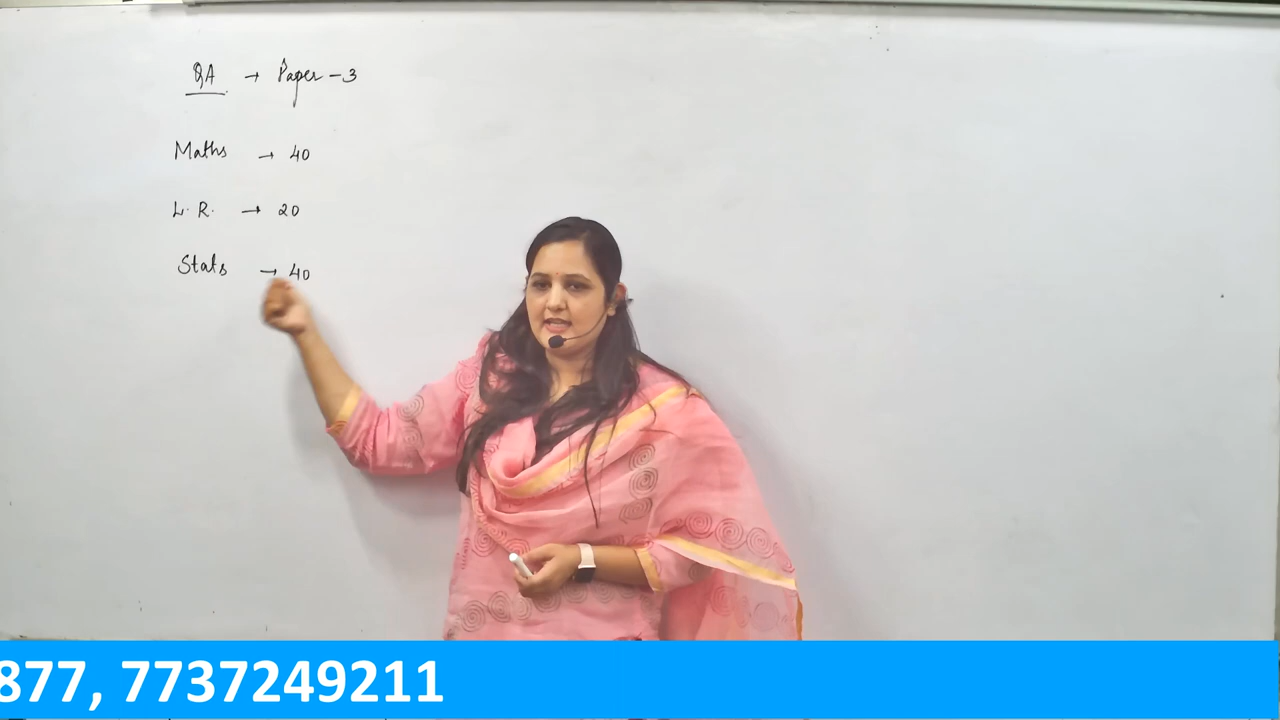 QA → Paper - 3
Maths → 40
L. R. → 20
Stats → 40
877, 7737249211